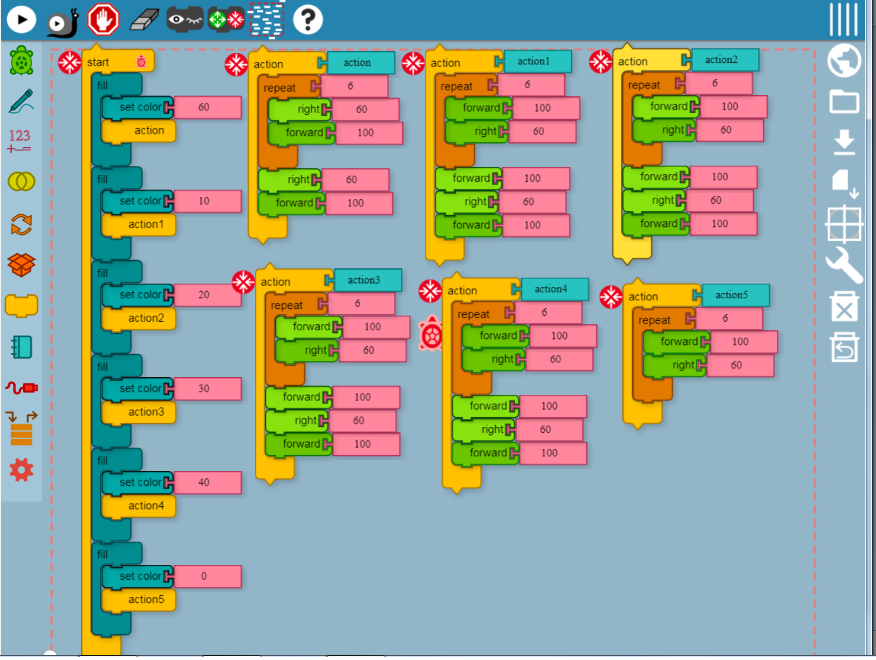 start
fill
set color 60
action
fill
set color 10
action1
fill
set color 20
action2
fill
set color 30
action3
fill
set color 40
action4
fill
set color 0
action5
action action
repeat 6
right 60
forward 100
right 60
forward 100
action action1
repeat 6
forward 100
right 60
forward 100
right 60
forward 100
action action2
repeat 6
forward 100
right 60
forward 100
right 60
forward 100
action action3
repeat 6
forward 100
right 60
forward 100
right 60
forward 100
action action4
repeat 6
forward 100
right 60
forward 100
right 60
forward 100
action action5
repeat 6
forward 100
right 60
123
+-=
?